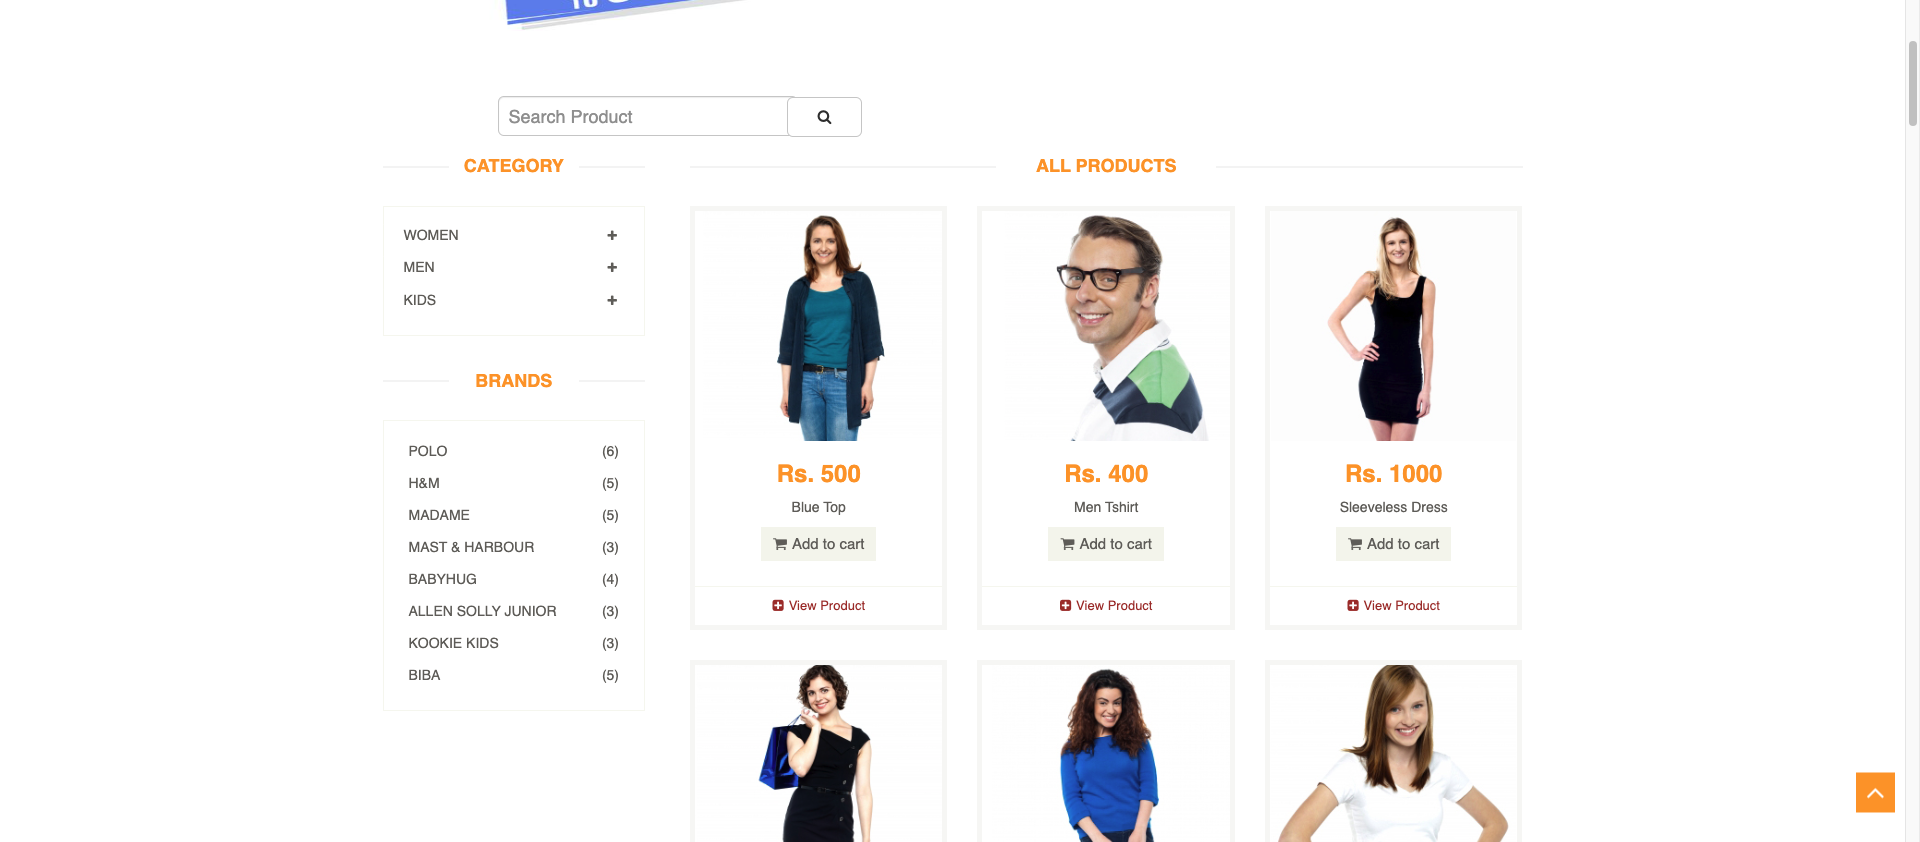 Search Product
CATEGORY
WOMEN
MEN
KIDS
BRANDS
POLO (6)
H&M (5)
MADAME (5)
MAST & HARBOUR (3)
BABYHUG (4)
ALLEN SOLLY JUNIOR (3)
KOOKIE KIDS (3)
BIBA (5)
ALL PRODUCTS
Rs. 500
Blue Top
Add to cart
View Product
Rs. 400
Men Tshirt
Add to cart
View Product
Rs. 1000
Sleeveless Dress
Add to cart
View Product